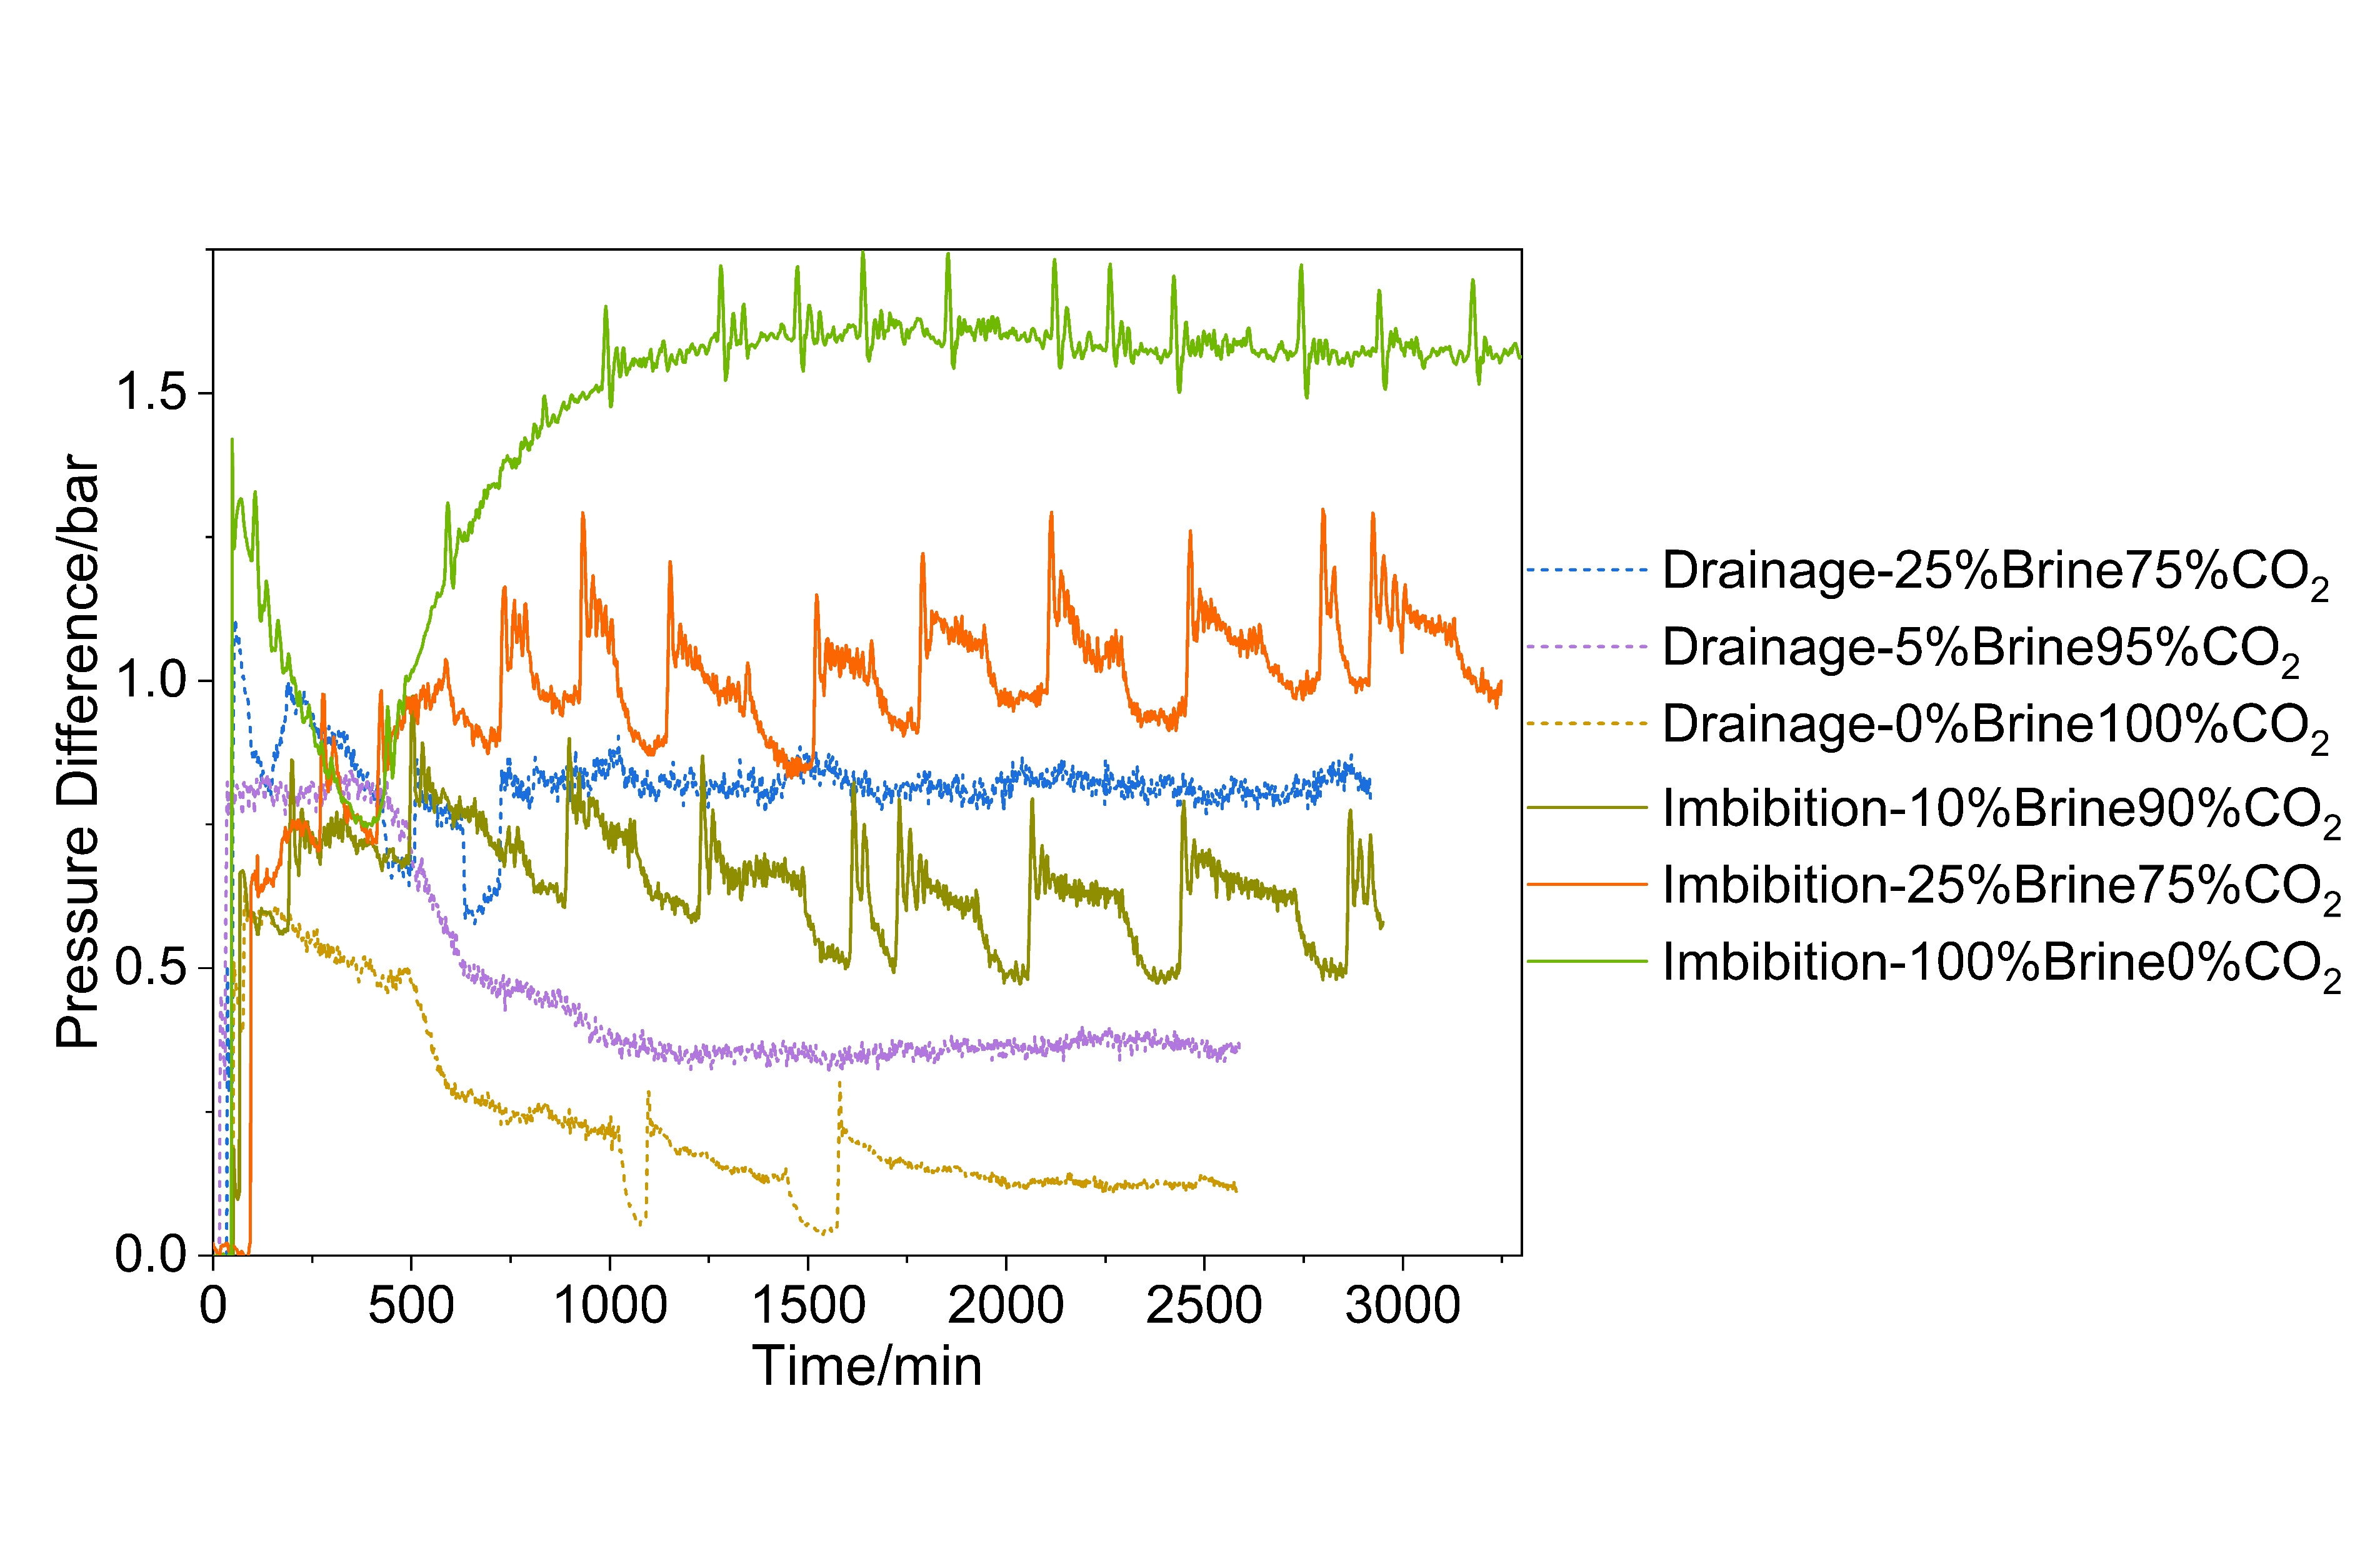 Pressure Difference/bar
1.5
1.0
0.5
0.0
0 500 1000 1500 2000 2500 3000
Time/min
Drainage-25%Brine75%CO₂
Drainage-5%Brine95%CO₂
Drainage-0%Brine100%CO₂
Imbibition-10%Brine90%CO₂
Imbibition-25%Brine75%CO₂
Imbibition-100%Brine0%CO₂